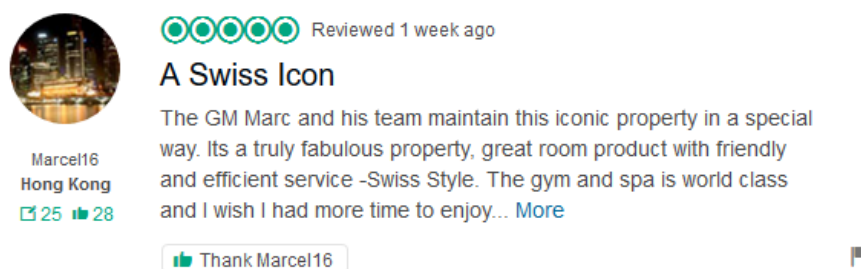 Reviewed 1 week ago
A Swiss Icon
The GM Marc and his team maintain this iconic property in a special
way. Its a truly fabulous property, great room product with friendly
and efficient service -Swiss Style. The gym and spa is world class
and I wish I had more time to enjoy... More
Marcel16
Hong Kong
25 28
Thank Marcel16